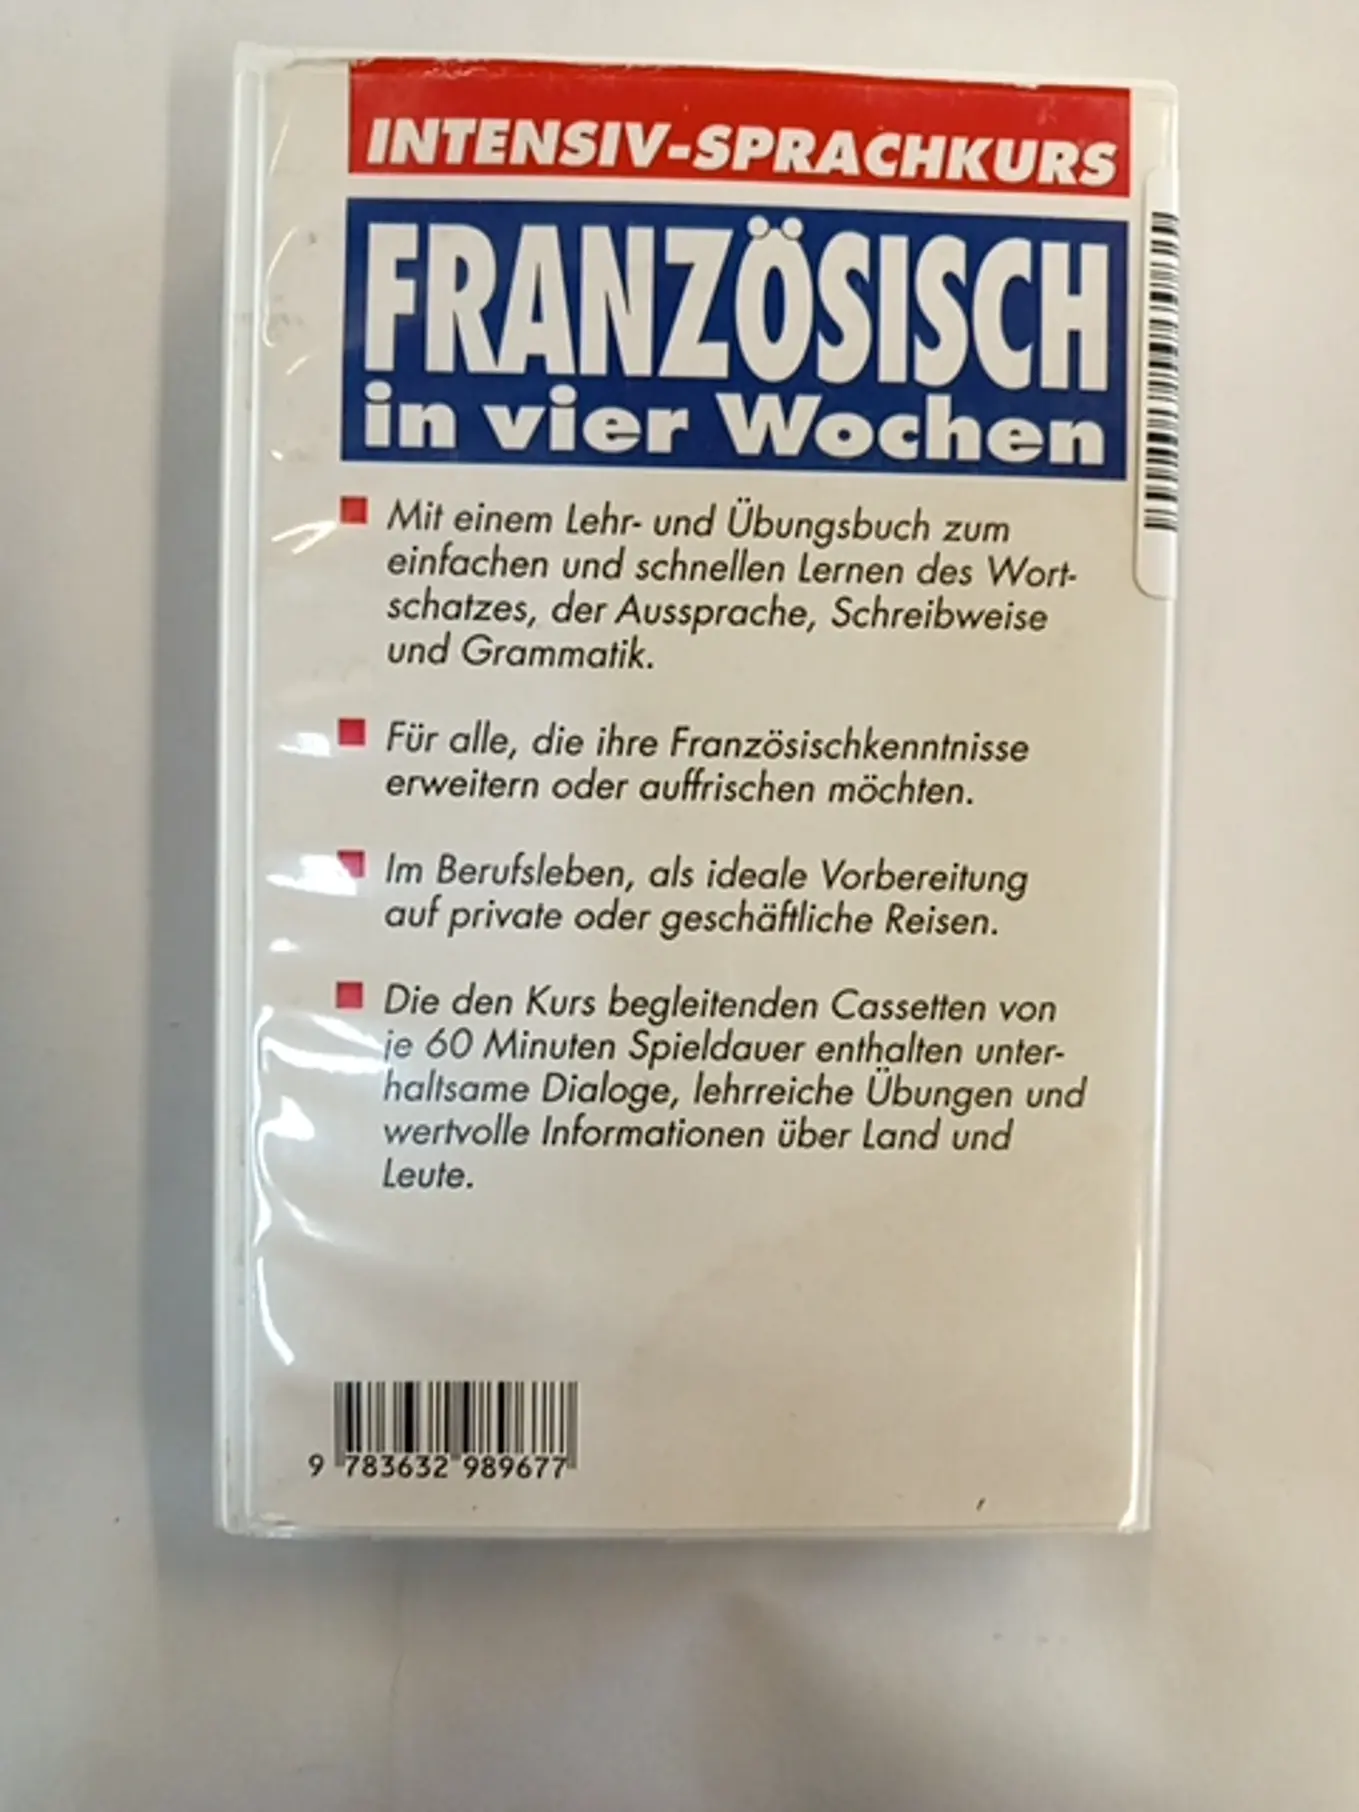 INTENSIV-SPRACHKURS
FRANZÖSISCH
in vier Wochen
Mit einem Lehr- und Übungsbuch zum
einfachen und schnellen Lernen des Wort-
schatzes, der Aussprache, Schreibweise
und Grammatik.
Für alle, die ihre Französischkenntnisse
erweitern oder auffrischen möchten.
Im Berufsleben, als ideale Vorbereitung
auf private oder geschäftliche Reisen.
Die den Kurs begleitenden Cassetten von
je 60 Minuten Spieldauer enthalten unter-
haltsame Dialoge, lehrreiche Übungen und
wertvolle Informationen über Land und
Leute.
9 783632 989677